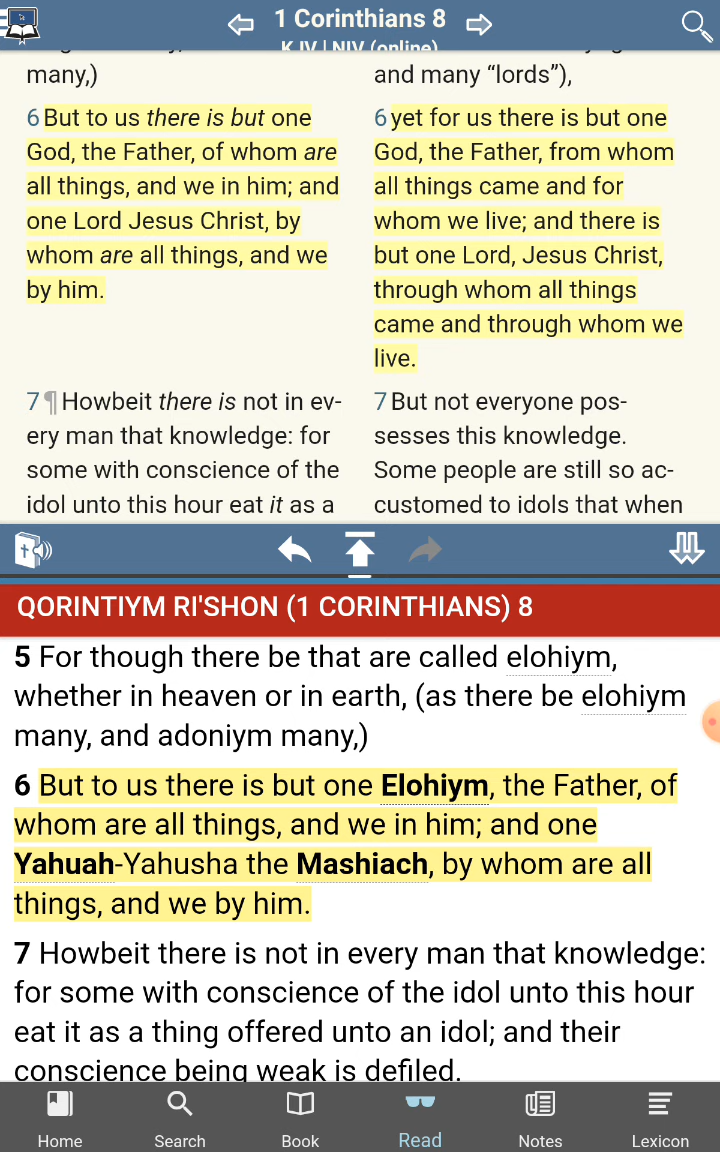 1 Corinthians 8
KJV | NIV (online)
many,)
6 But to us there is but one
God, the Father, of whom are
all things, and we in him; and
one Lord Jesus Christ, by
whom are all things, and we
by him.
7 ¶ Howbeit there is not in ev-
ery man that knowledge: for
some with conscience of the
idol unto this hour eat it as a
and many “lords”),
6 yet for us there is but one
God, the Father, from whom
all things came and for
whom we live; and there is
but one Lord, Jesus Christ,
through whom all things
came and through whom we
live.
7 But not everyone pos-
sesses this knowledge.
Some people are still so ac-
customed to idols that when
QORINTIYM RI'SHON (1 CORINTHIANS) 8
5 For though there be that are called elohiym,
whether in heaven or in earth, (as there be elohiym
many, and adoniym many,)
6 But to us there is but one Elohiym, the Father, of
whom are all things, and we in him; and one
Yahuah-Yahusha the Mashiach, by whom are all
things, and we by him.
7 Howbeit there is not in every man that knowledge:
for some with conscience of the idol unto this hour
eat it as a thing offered unto an idol; and their
conscience being weak is defiled.
Home
Search
Book
Read
Notes
Lexicon